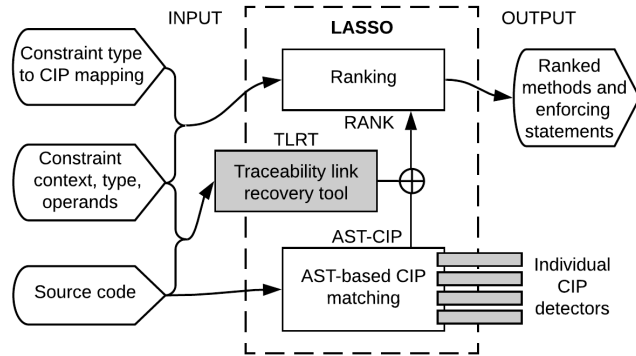 INPUT
LASSO
OUTPUT
Constraint type
to CIP mapping
Ranking
Ranked
methods and
enforcing
statements
RANK
TLRT
Constraint
context, type,
operands
Traceability link
recovery tool
AST-CIP
Source code
AST-based CIP
matching
Individual
CIP
detectors